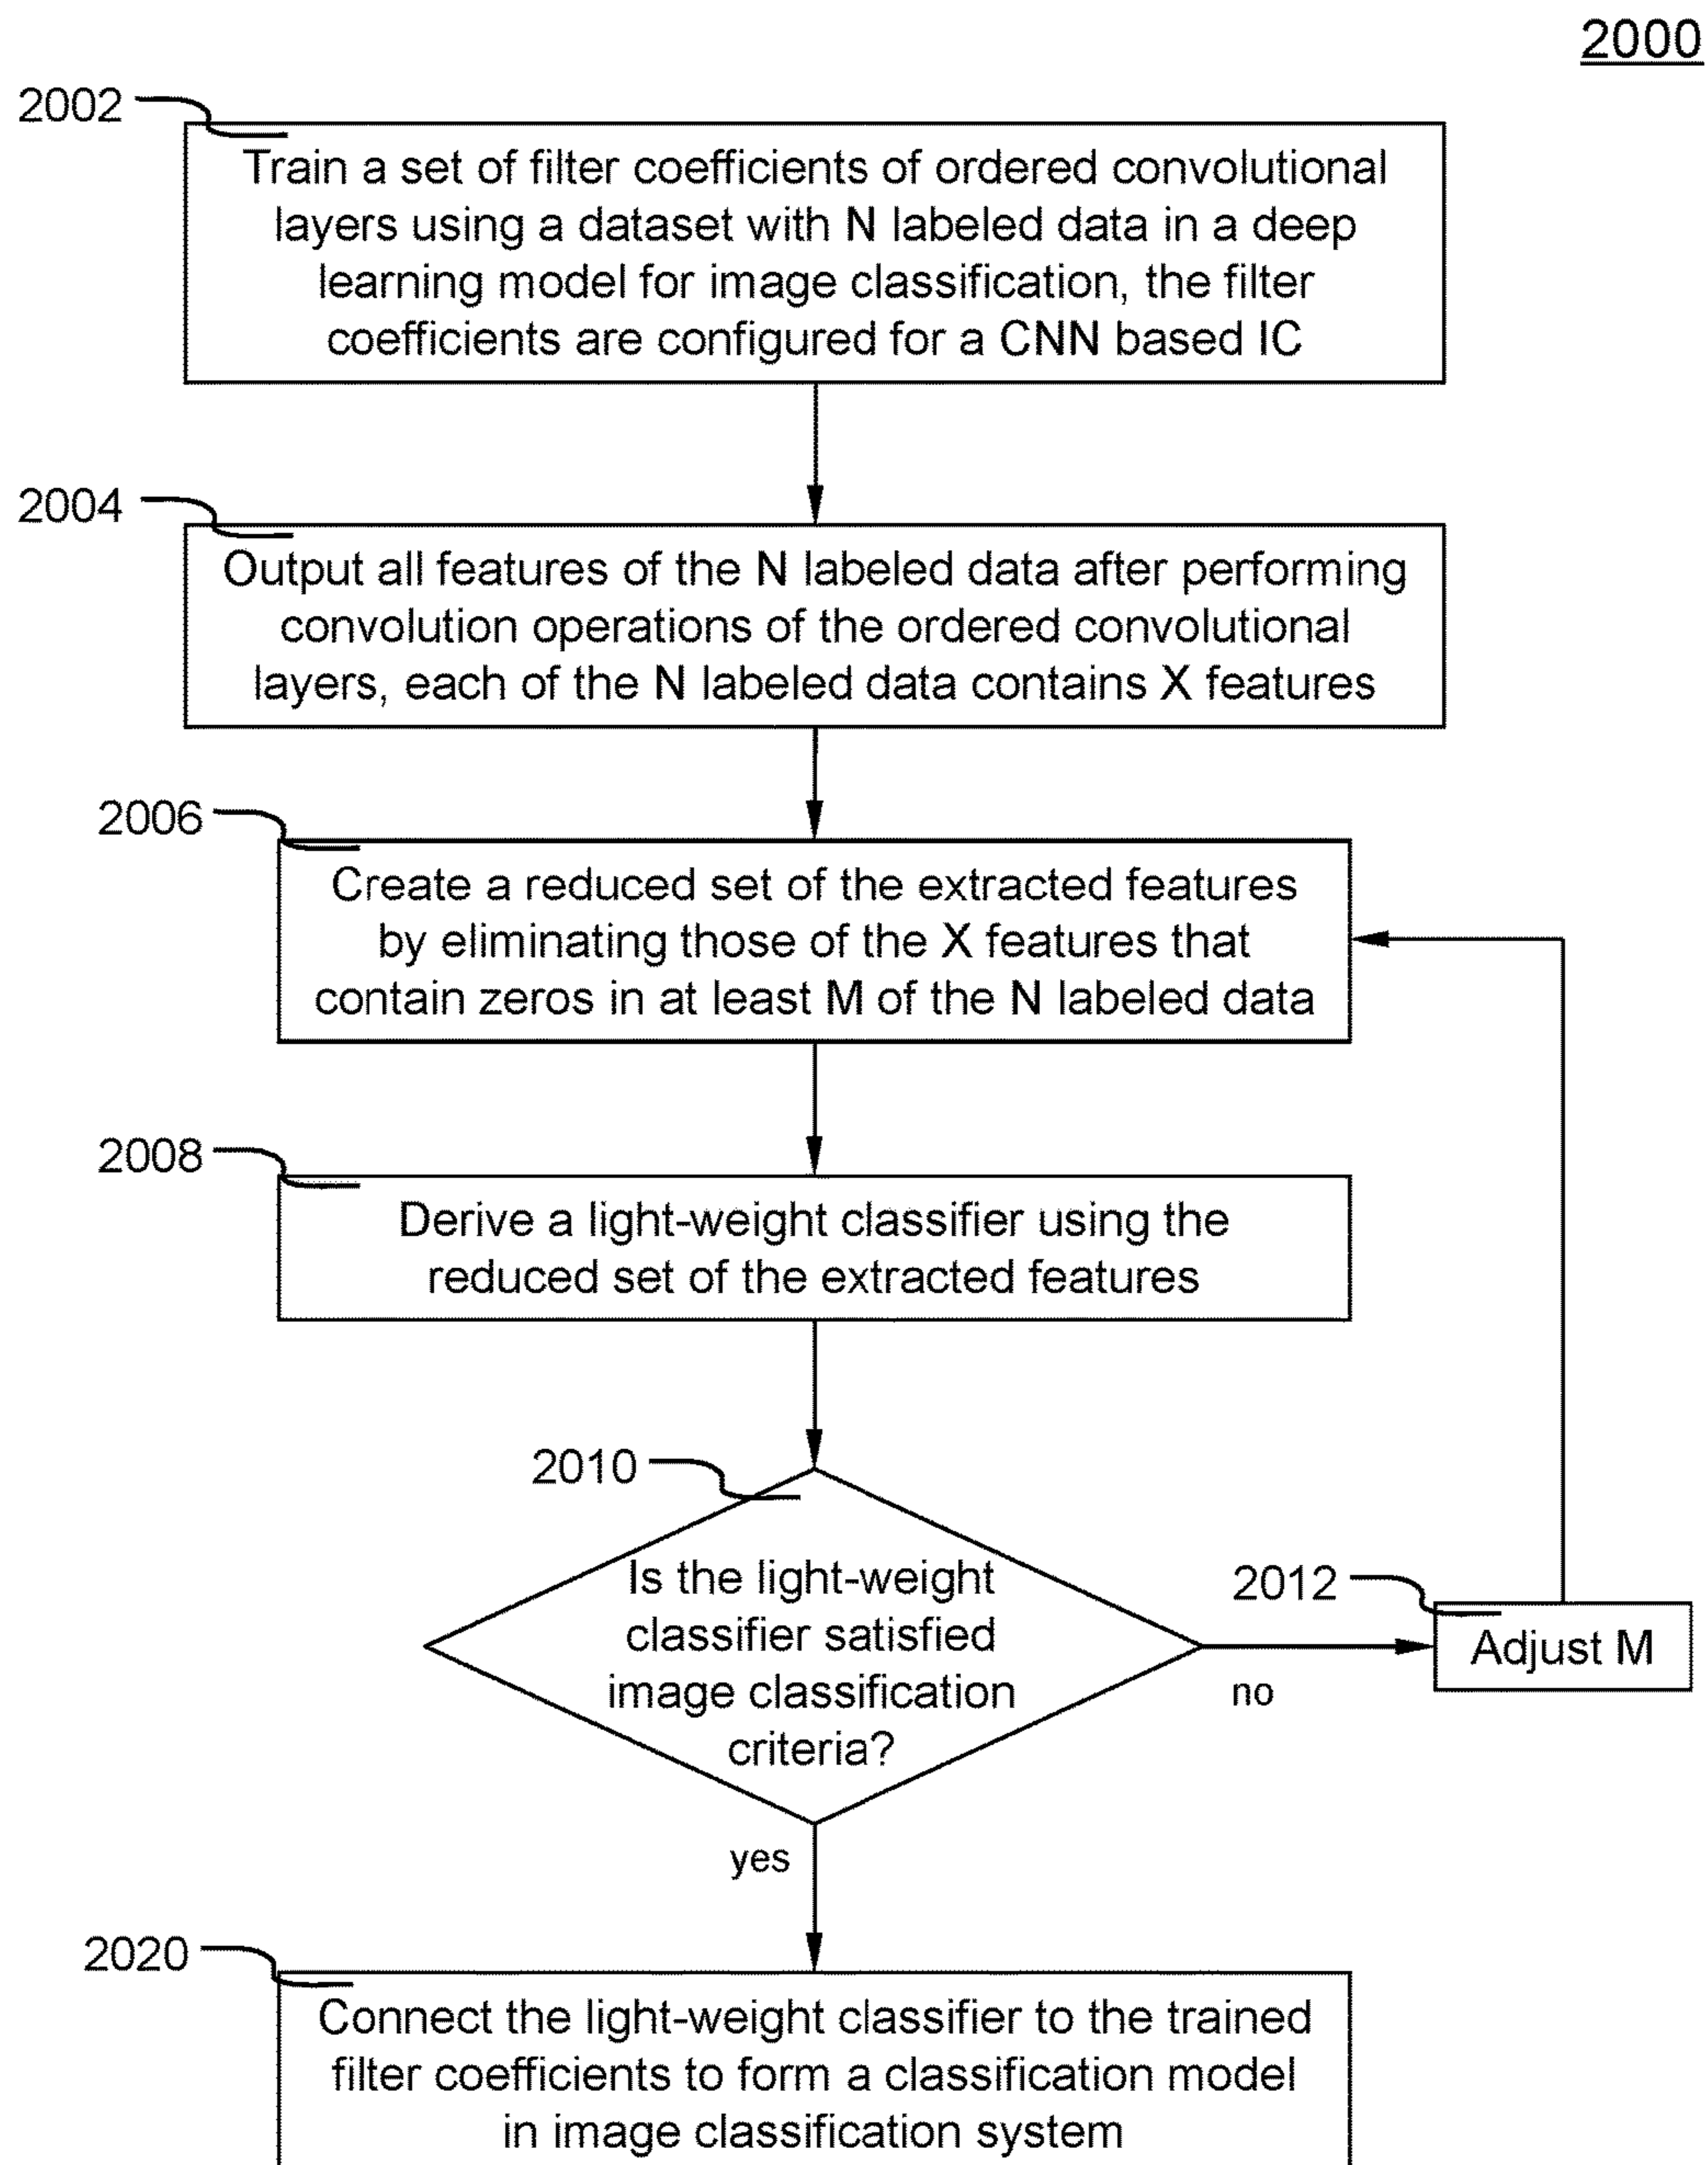 2000
2002
Train a set of filter coefficients of ordered convolutional
layers using a dataset with N labeled data in a deep
learning model for image classification, the filter
coefficients are configured for a CNN based IC
2004
Output all features of the N labeled data after performing
convolution operations of the ordered convolutional
layers, each of the N labeled data contains X features
2006
Create a reduced set of the extracted features
by eliminating those of the X features that
contain zeros in at least M of the N labeled data
2008
Derive a light-weight classifier using the
reduced set of the extracted features
2010
Is the light-weight
classifier satisfied
image classification
criteria?
2012
Adjust M
no
yes
2020
Connect the light-weight classifier to the trained
filter coefficients to form a classification model
in image classification system